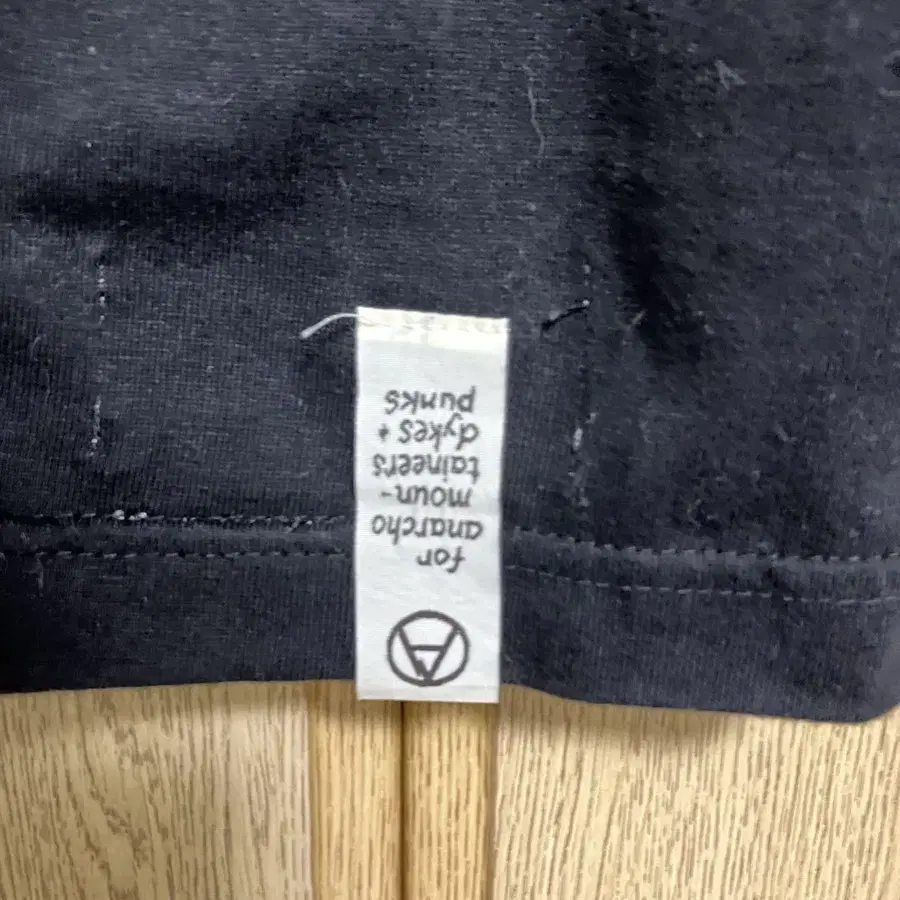 for
anarcho
moun-
taineers
dykes +
punks